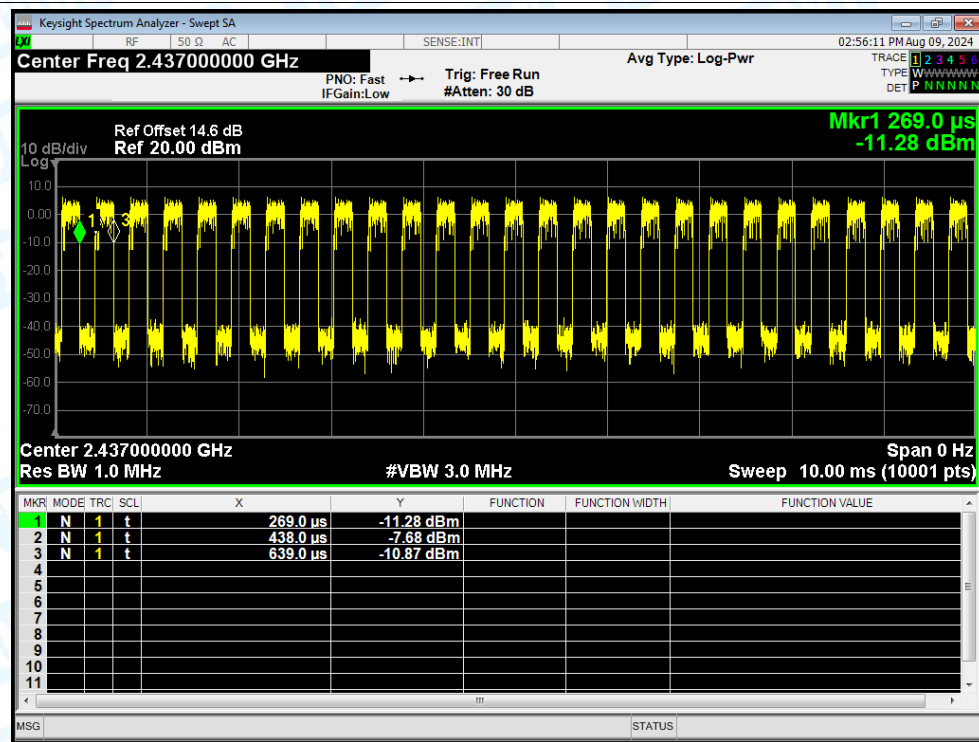 Keysight Spectrum Analyzer - Swept SA
LXI RF 50 Ω AC SENSE:INT 02:56:11 PM Aug 09, 2024
Center Freq 2.437000000 GHz
PNO: Fast
IFGain:Low
Trig: Free Run
#Atten: 30 dB
Avg Type: Log-Pwr
TRACE 1 2 3 4 5 6
TYPE WWWWWW
DET P N N N N N
Mkr1 269.0 µs
-11.28 dBm
Ref Offset 14.6 dB
10 dB/div Ref 20.00 dBm
Log
10.0
0.00
-10.0
-20.0
-30.0
-40.0
-50.0
-60.0
-70.0
1 3
Center 2.437000000 GHz Span 0 Hz
Res BW 1.0 MHz #VBW 3.0 MHz Sweep 10.00 ms (10001 pts)
MKR MODE TRC SCL X Y FUNCTION FUNCTION WIDTH FUNCTION VALUE
1 N 1 t 269.0 µs -11.28 dBm
2 N 1 t 438.0 µs -7.68 dBm
3 N 1 t 639.0 µs -10.87 dBm
4
5
6
7
8
9
10
11
MSG STATUS